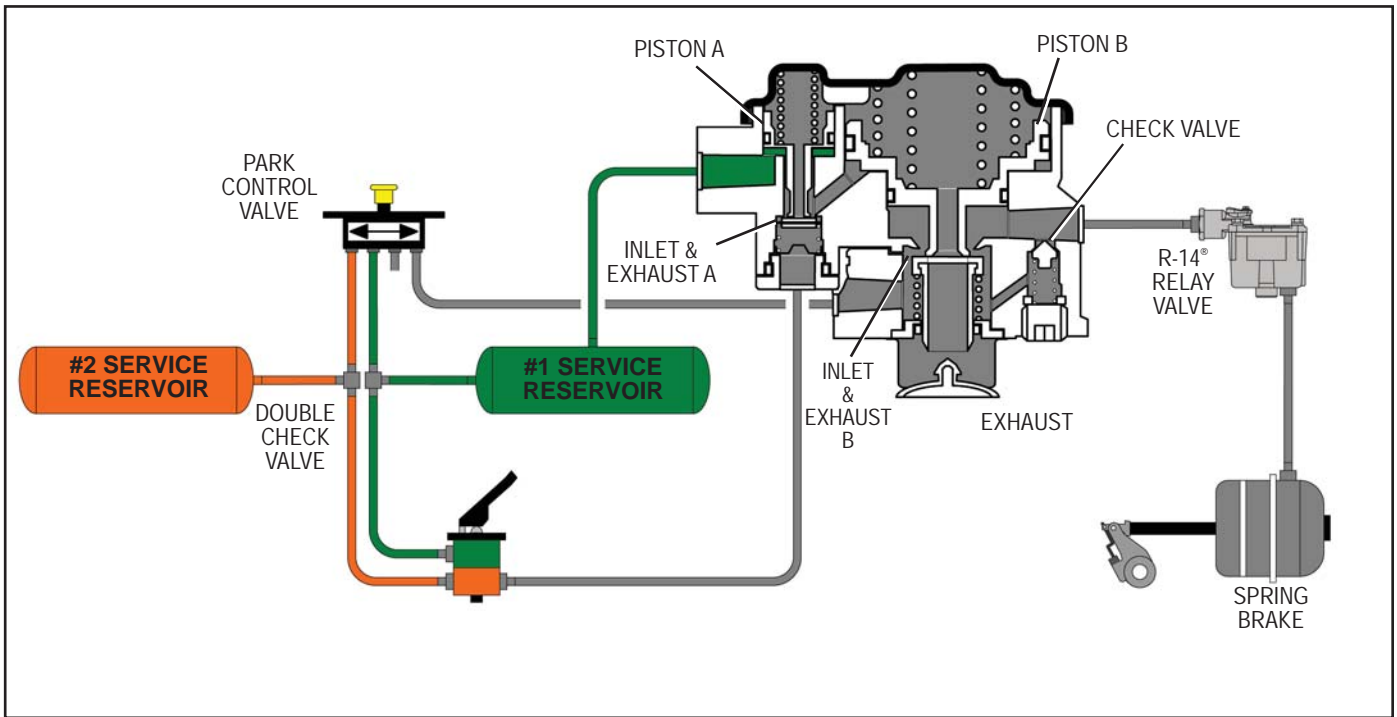 PISTON A
PISTON B
CHECK VALVE
PARK
CONTROL
VALVE
INLET &
EXHAUST A
R-14®
RELAY
VALVE
#2 SERVICE
RESERVOIR
#1 SERVICE
RESERVOIR
DOUBLE
CHECK
VALVE
INLET
&
EXHAUST
B
EXHAUST
SPRING
BRAKE